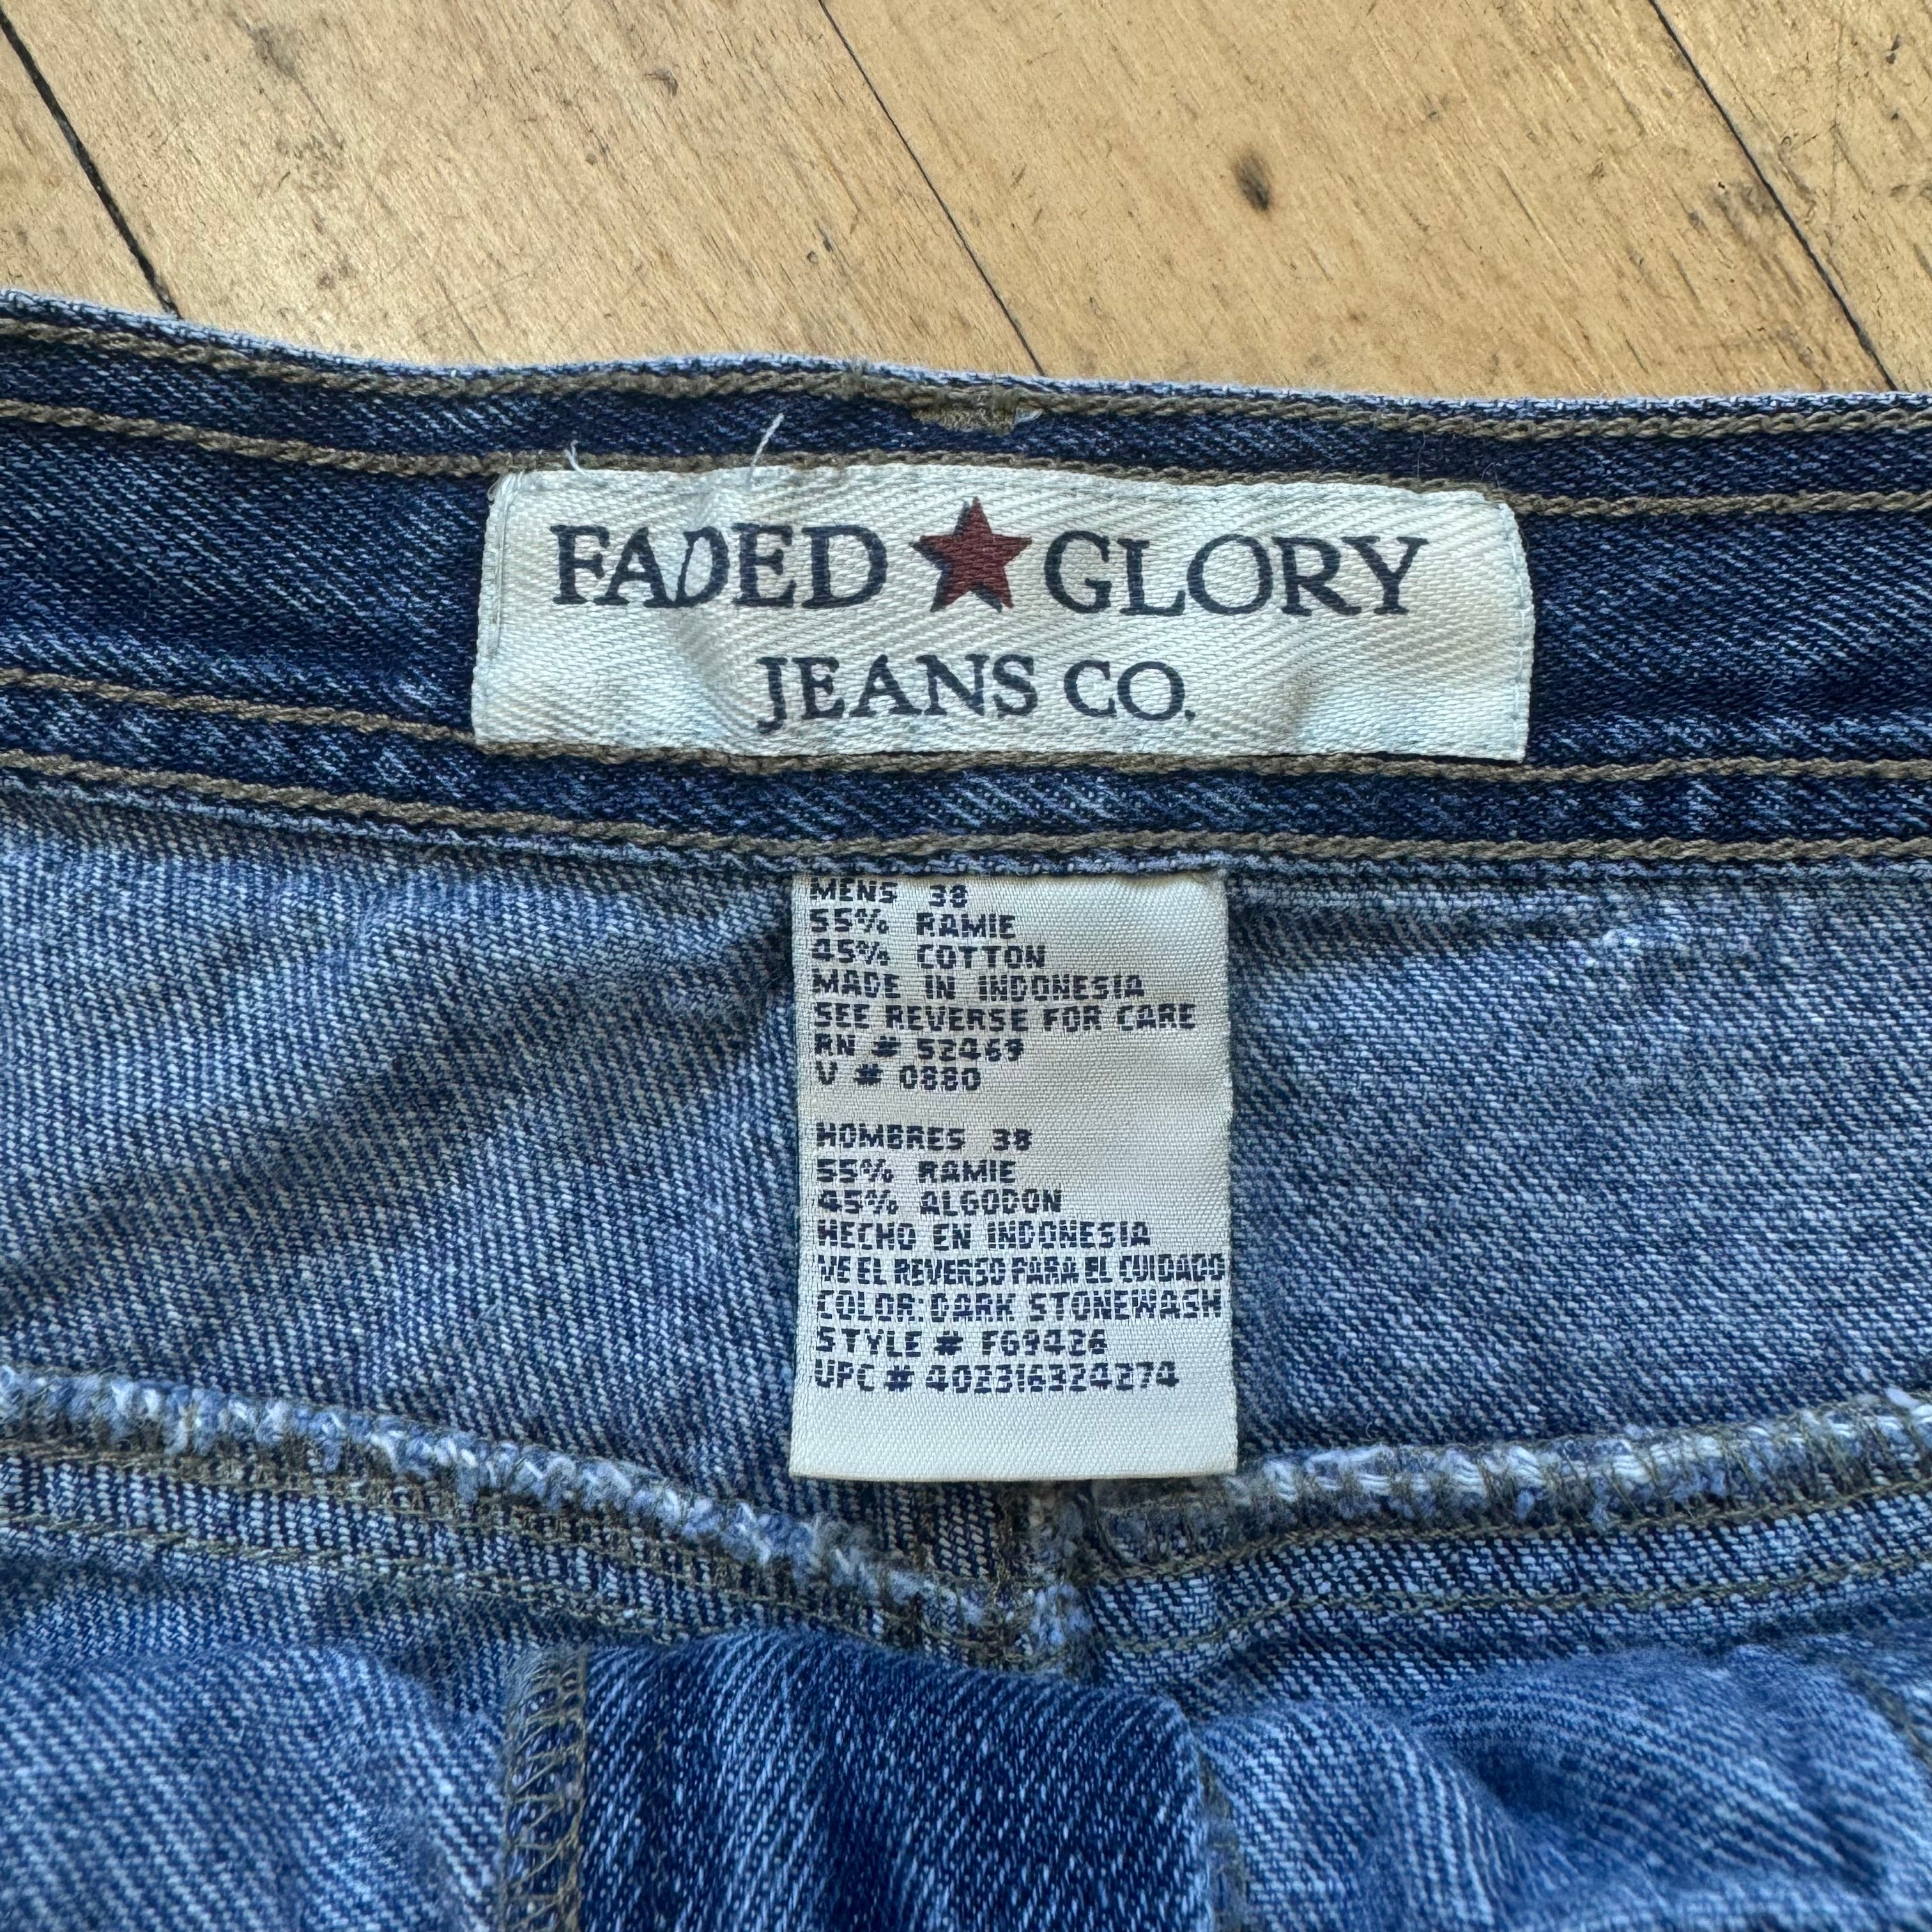 FADED GLORY
JEANS CO.
MENS 38
55% RAMIE
45% COTTON
MADE IN INDONESIA
SEE REVERSE FOR CARE
RN # 52469
V # 0880
HOMBRES 38
55% RAMIE
45% ALGODON
HECHO EN INDONESIA
VE EL REVERSO PARA EL CUIDADO
COLOR:DARK STONEWASH
STYLE # FG9428
UPC # 402316324274